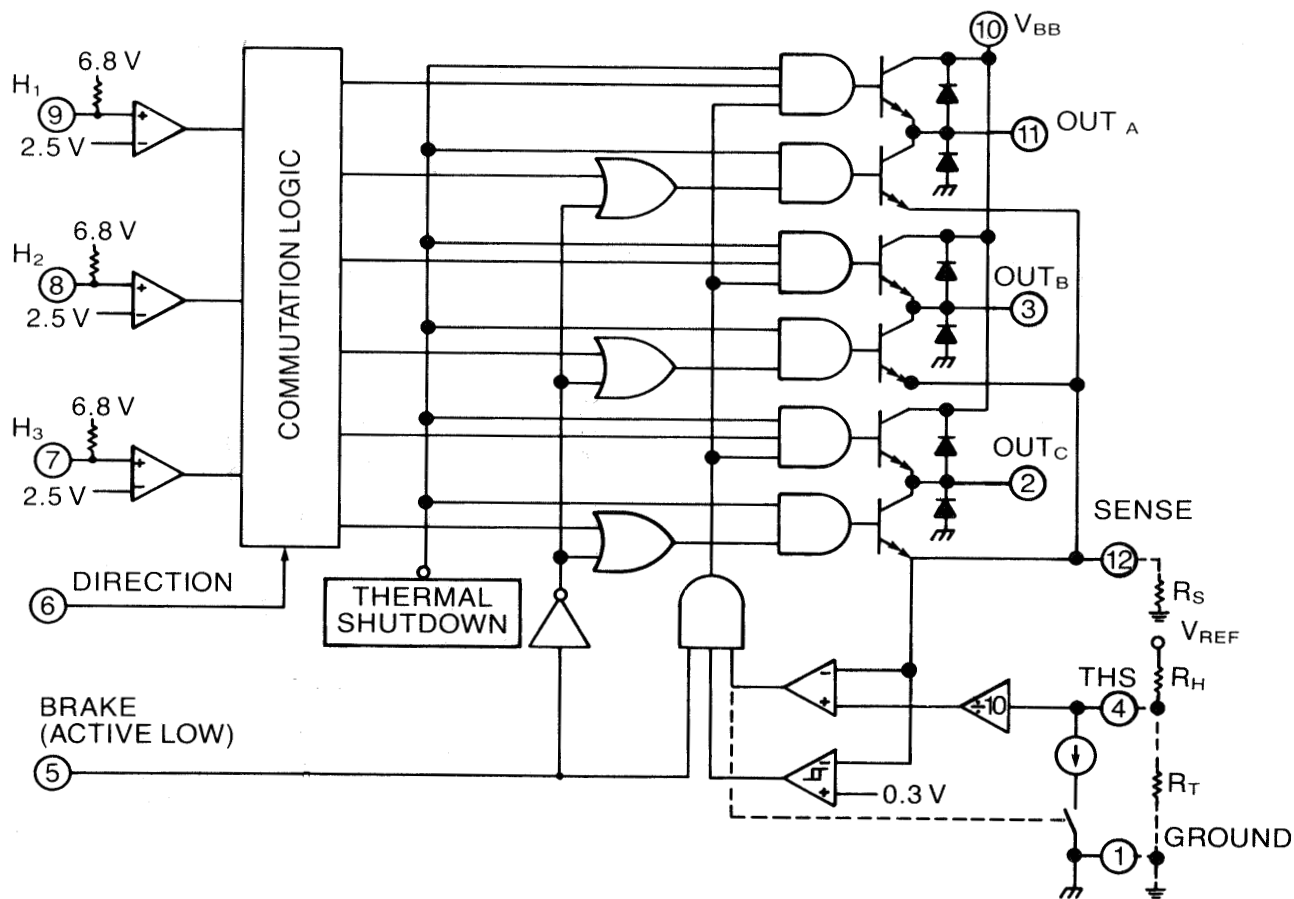 10 VBB
6.8 V
H1
9
+
2.5 V
−
11 OUT A
COMMUTATION LOGIC
6.8 V
H2
8
+
2.5 V
−
OUTB
3
6.8 V
H3
7
+
2.5 V
−
OUTC
2
SENSE
12
RS
DIRECTION
6
THERMAL
SHUTDOWN
VREF
THS
4
RH
−
+
÷10
BRAKE
(ACTIVE LOW)
5
−
+
0.3 V
RT
GROUND
1